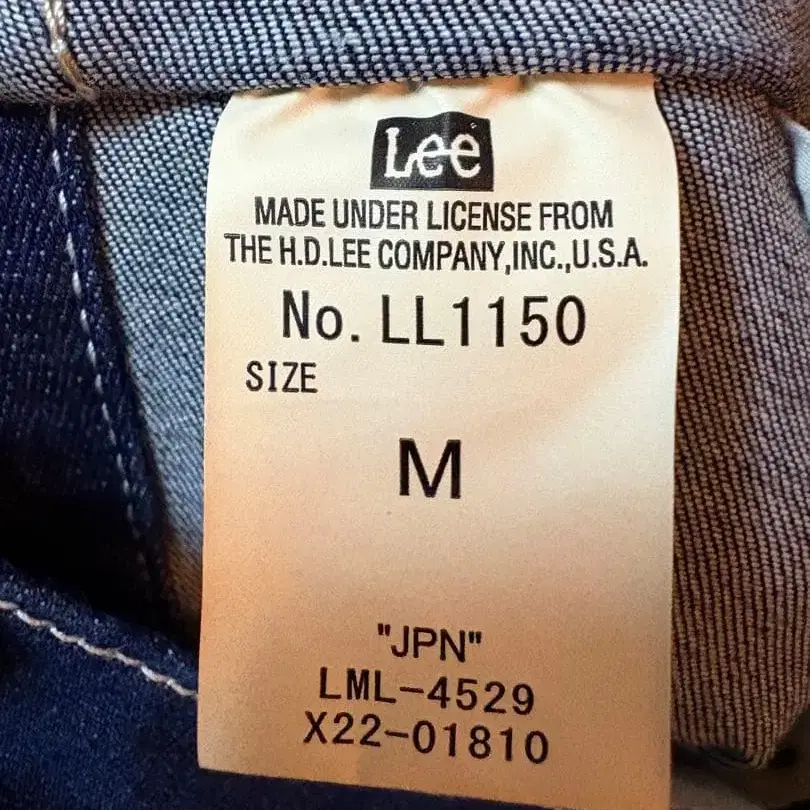 Lee
MADE UNDER LICENSE FROM
THE H.D.LEE COMPANY,INC.,U.S.A.
No. LL1150
SIZE
M
"JPN"
LML-4529
X22-01810